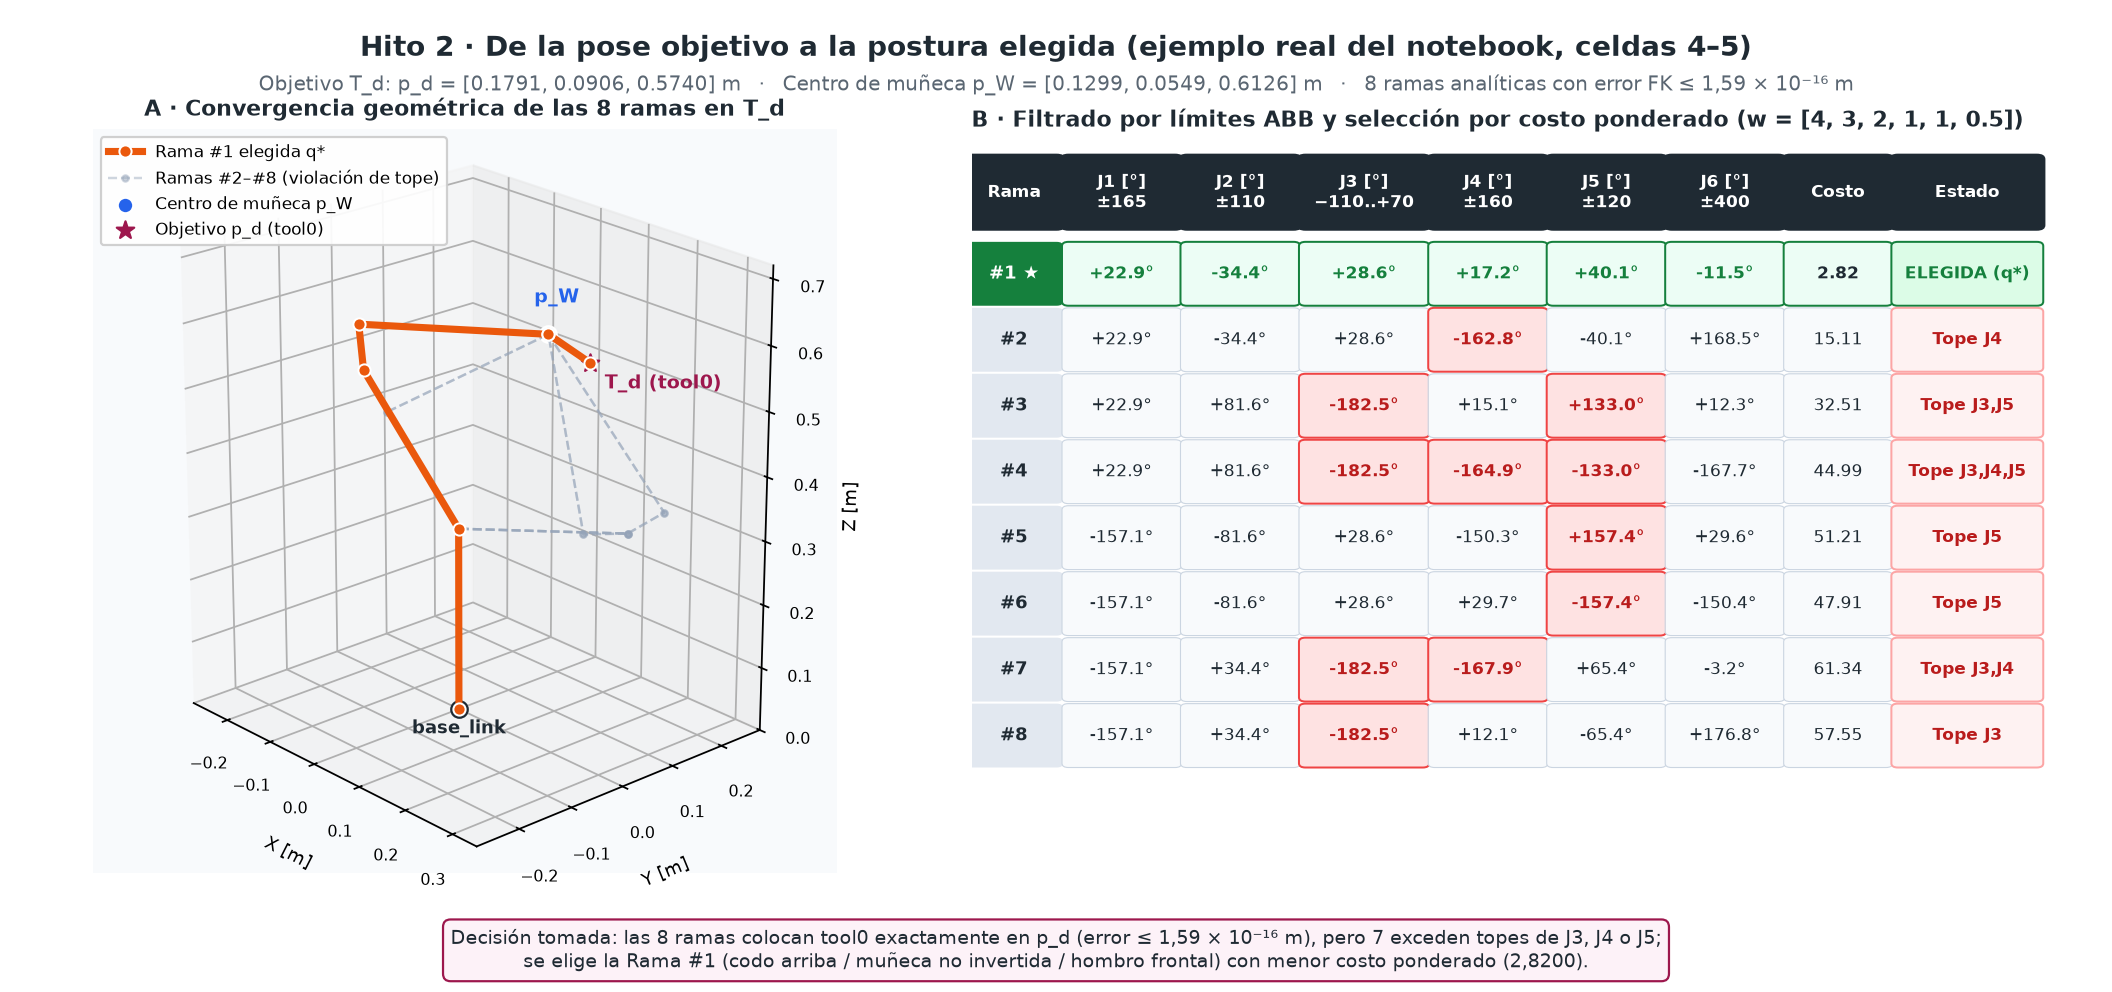 Hito 2 · De la pose objetivo a la postura elegida (ejemplo real del notebook, celdas 4–5)
Objetivo T_d: p_d = [0.1791, 0.0906, 0.5740] m · Centro de muñeca p_W = [0.1299, 0.0549, 0.6126] m · 8 ramas analíticas con error FK ≤ 1,59 × 10⁻¹⁶ m
A · Convergencia geométrica de las 8 ramas en T_d
Rama #1 elegida q*
Ramas #2–#8 (violación de tope)
Centro de muñeca p_W
Objetivo p_d (tool0)
p_W
T_d (tool0)
base_link
0.7
0.6
0.5
0.4
0.3
0.2
0.1
0.0
Z [m]
−0.2
−0.1
0.0
0.1
0.2
0.3
X [m]
−0.2
−0.1
0.0
0.1
0.2
Y [m]
B · Filtrado por límites ABB y selección por costo ponderado (w = [4, 3, 2, 1, 1, 0.5])
Rama J1 [°] ±165 J2 [°] ±110 J3 [°] −110..+70 J4 [°] ±160 J5 [°] ±120 J6 [°] ±400 Costo Estado
#1 ★ +22.9° -34.4° +28.6° +17.2° +40.1° -11.5° 2.82 ELEGIDA (q*)
#2 +22.9° -34.4° +28.6° -162.8° -40.1° +168.5° 15.11 Tope J4
#3 +22.9° +81.6° -182.5° +15.1° +133.0° +12.3° 32.51 Tope J3,J5
#4 +22.9° +81.6° -182.5° -164.9° -133.0° -167.7° 44.99 Tope J3,J4,J5
#5 -157.1° -81.6° +28.6° -150.3° +157.4° +29.6° 51.21 Tope J5
#6 -157.1° -81.6° +28.6° +29.7° -157.4° -150.4° 47.91 Tope J5
#7 -157.1° +34.4° -182.5° -167.9° +65.4° -3.2° 61.34 Tope J3,J4
#8 -157.1° +34.4° -182.5° +12.1° -65.4° +176.8° 57.55 Tope J3
Decisión tomada: las 8 ramas colocan tool0 exactamente en p_d (error ≤ 1,59 × 10⁻¹⁶ m), pero 7 exceden topes de J3, J4 o J5;
se elige la Rama #1 (codo arriba / muñeca no invertida / hombro frontal) con menor costo ponderado (2,8200).